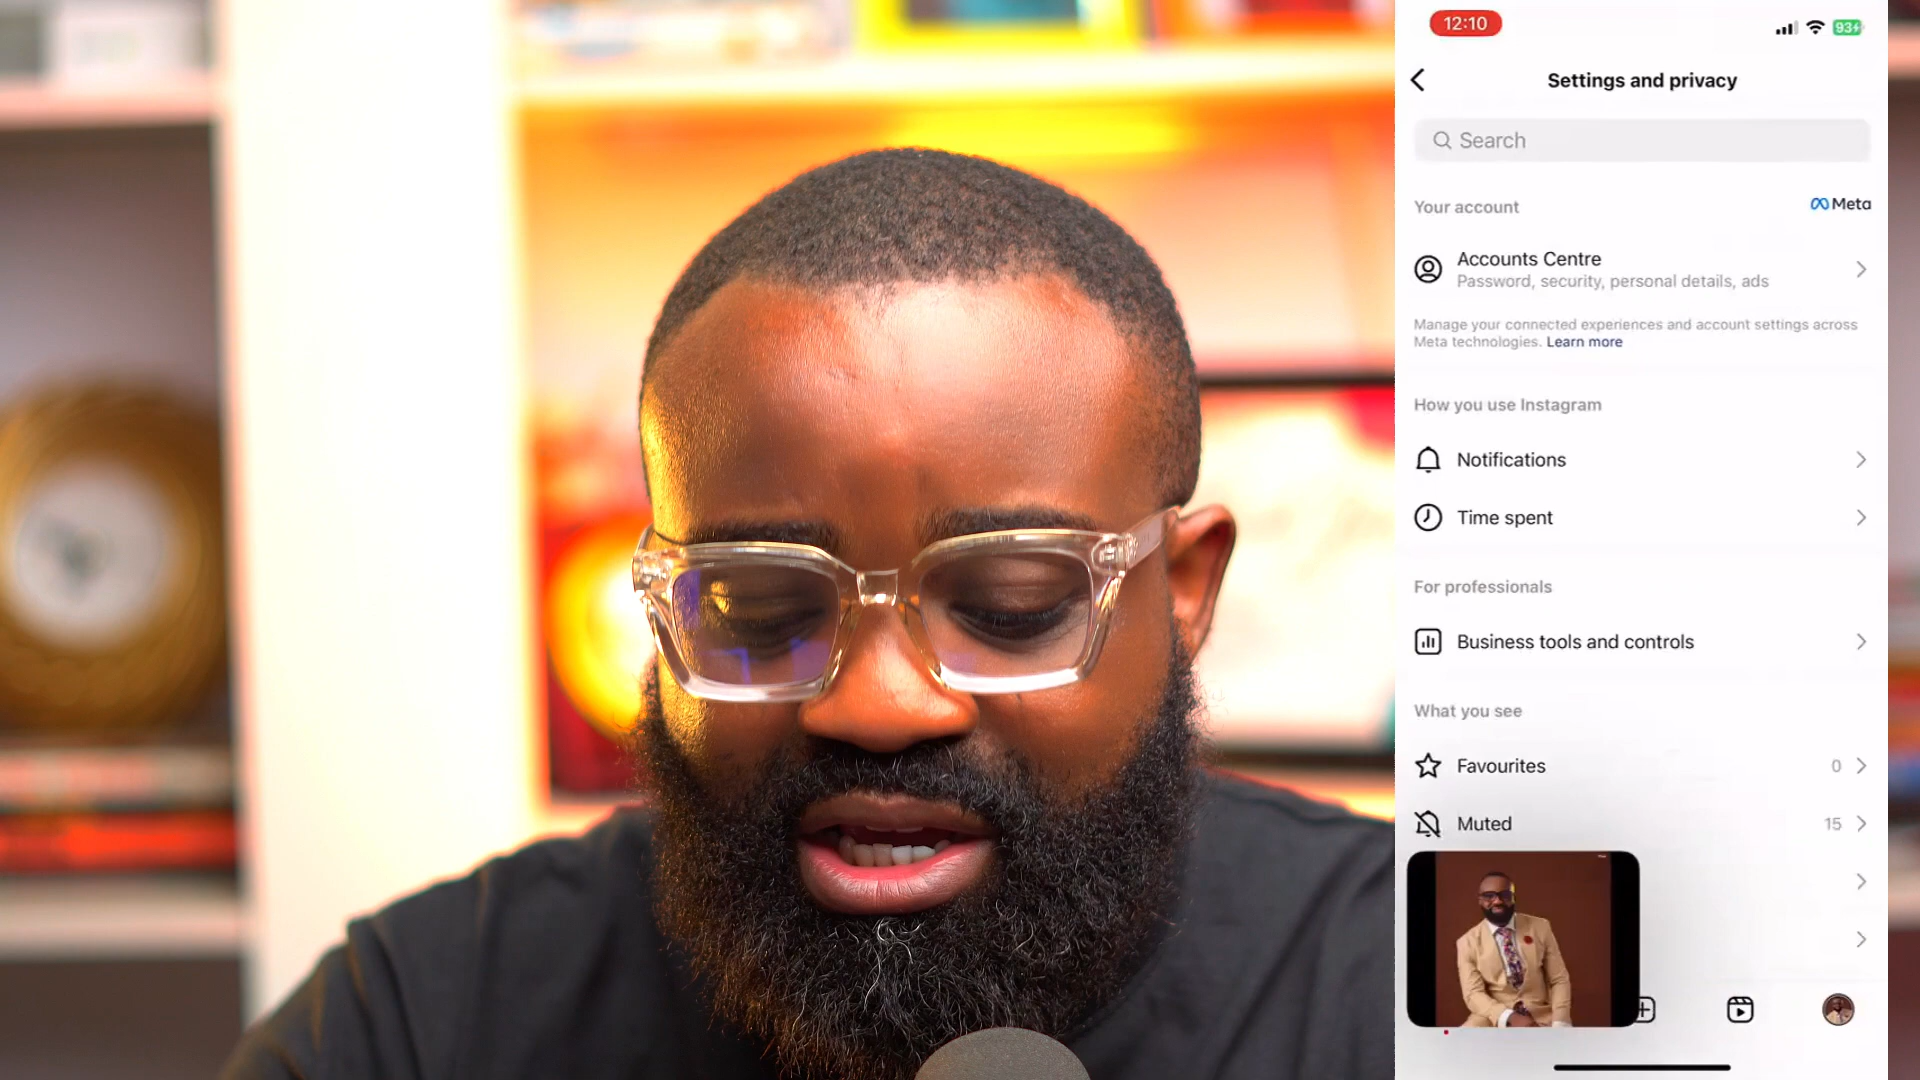 12:10
93
Settings and privacy
Search
Your account
Meta
Accounts Centre
Password, security, personal details, ads
Manage your connected experiences and account settings across
Meta technologies. Learn more
How you use Instagram
Notifications
Time spent
For professionals
Business tools and controls
What you see
Favourites
0
Muted
15